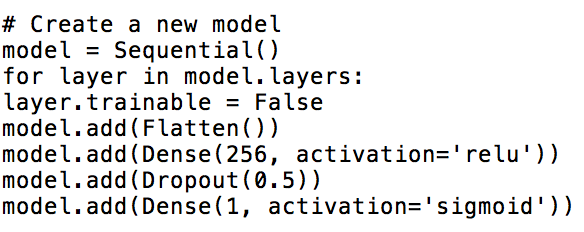 # Create a new model
model = Sequential()
for layer in model.layers:
layer.trainable = False
model.add(Flatten())
model.add(Dense(256, activation='relu'))
model.add(Dropout(0.5))
model.add(Dense(1, activation='sigmoid'))